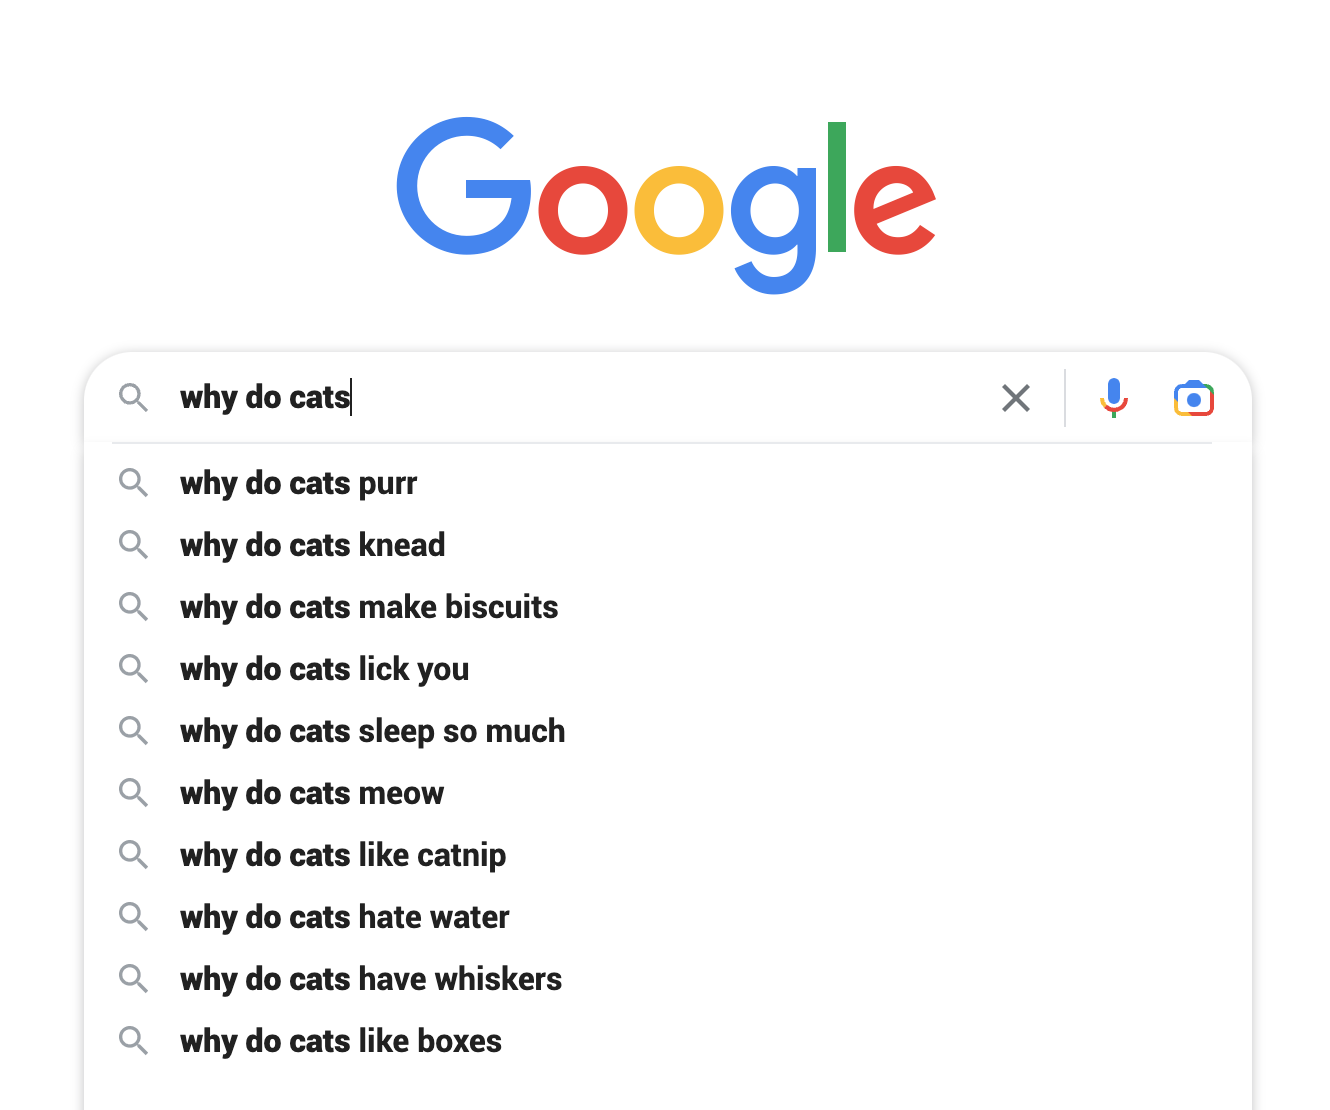 Google
why do cats
why do cats purr
why do cats knead
why do cats make biscuits
why do cats lick you
why do cats sleep so much
why do cats meow
why do cats like catnip
why do cats hate water
why do cats have whiskers
why do cats like boxes